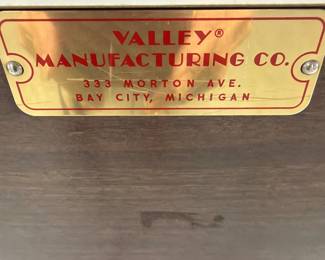 VALLEY®
MANUFACTURING CO.
333 MORTON AVE.
BAY CITY, MICHIGAN